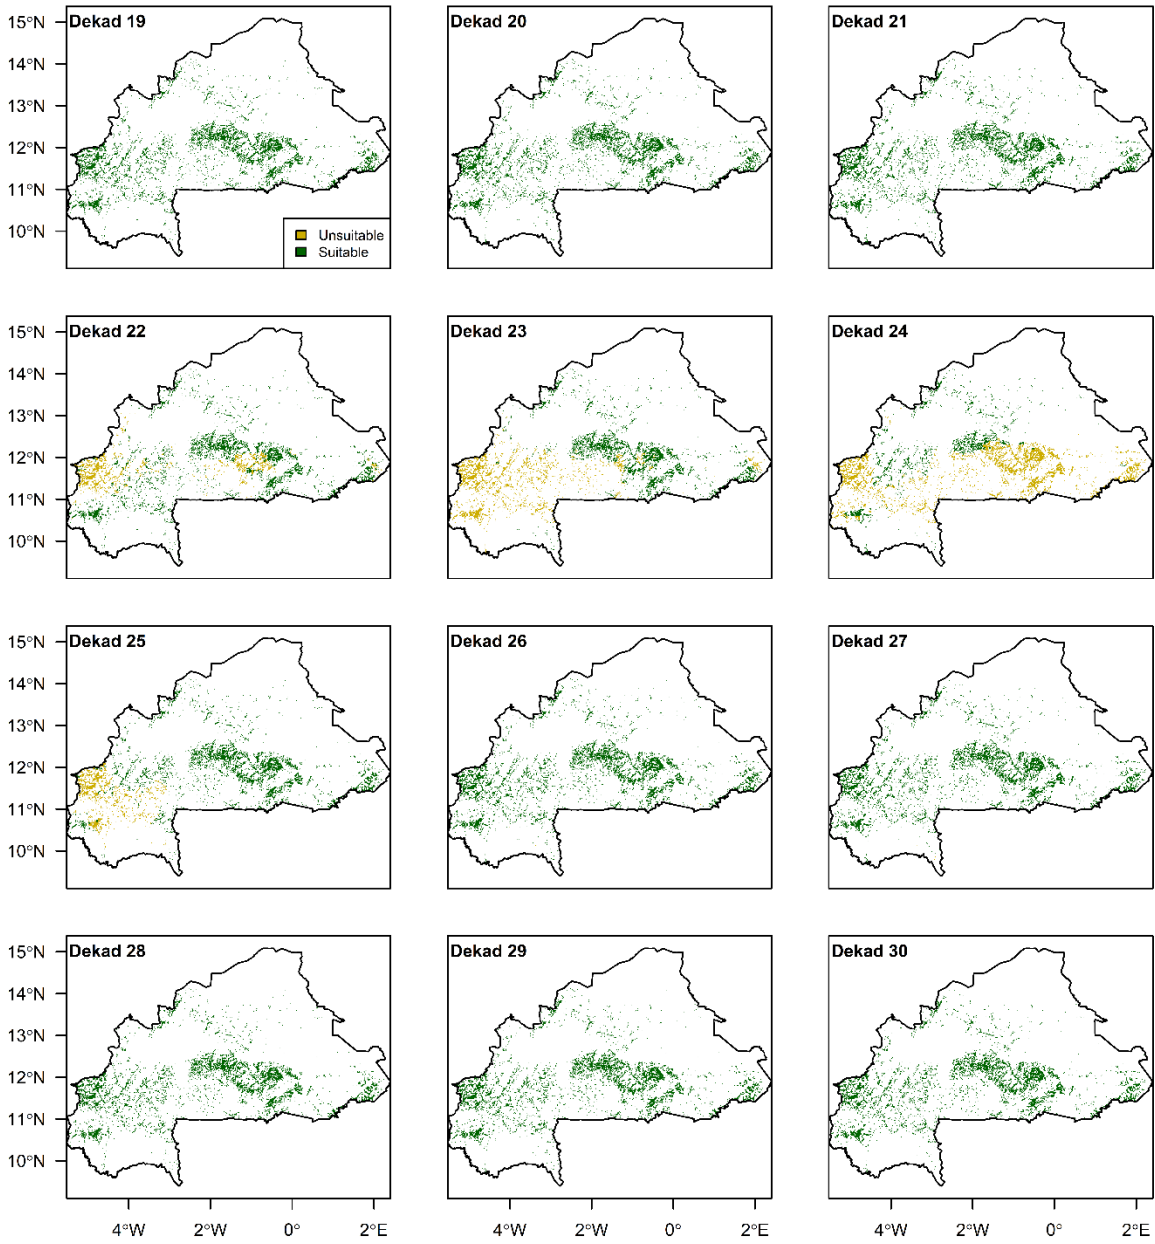 Dekad 19
Dekad 20
Dekad 21
15°N
14°N
13°N
12°N
11°N
10°N
Unsuitable
Suitable
Dekad 22
Dekad 23
Dekad 24
15°N
14°N
13°N
12°N
11°N
10°N
Dekad 25
Dekad 26
Dekad 27
15°N
14°N
13°N
12°N
11°N
10°N
Dekad 28
Dekad 29
Dekad 30
15°N
14°N
13°N
12°N
11°N
10°N
4°W 2°W 0° 2°E 4°W 2°W 0° 2°E 4°W 2°W 0° 2°E